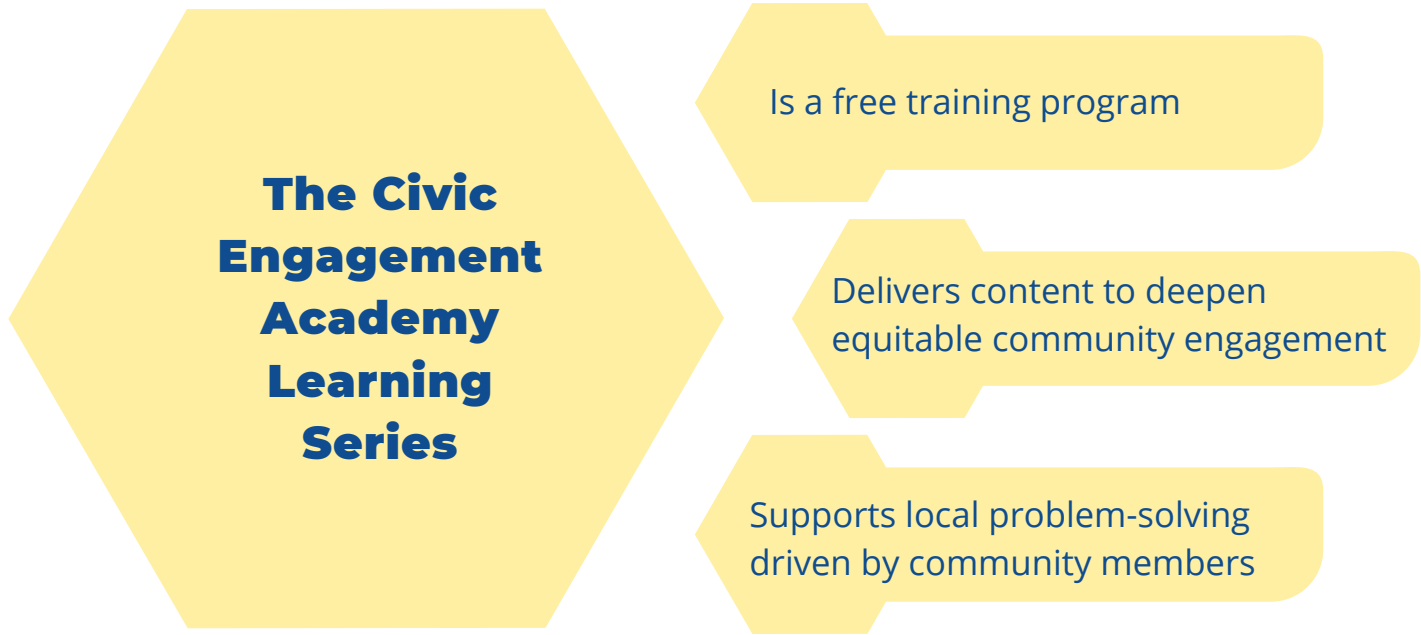 The Civic
Engagement
Academy
Learning
Series
Is a free training program
Delivers content to deepen
equitable community engagement
Supports local problem-solving
driven by community members